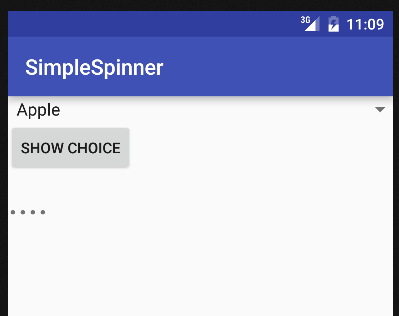 3G 11:09
SimpleSpinner
Apple
SHOW CHOICE
....